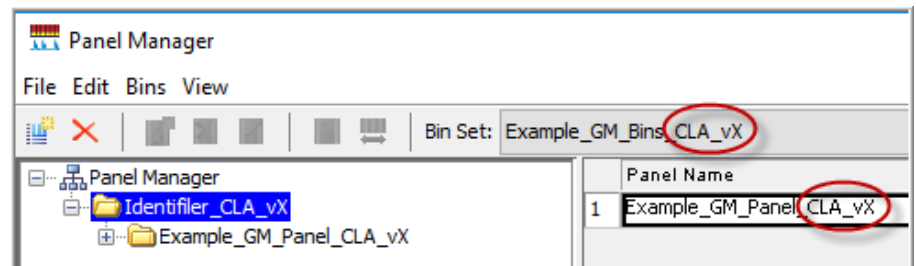 Panel Manager
File Edit Bins View
Bin Set: Example_GM_Bins_CLA_vX
Panel Manager
Identifiler_CLA_vX
Example_GM_Panel_CLA_vX
Panel Name
1 Example_GM_Panel_CLA_vX